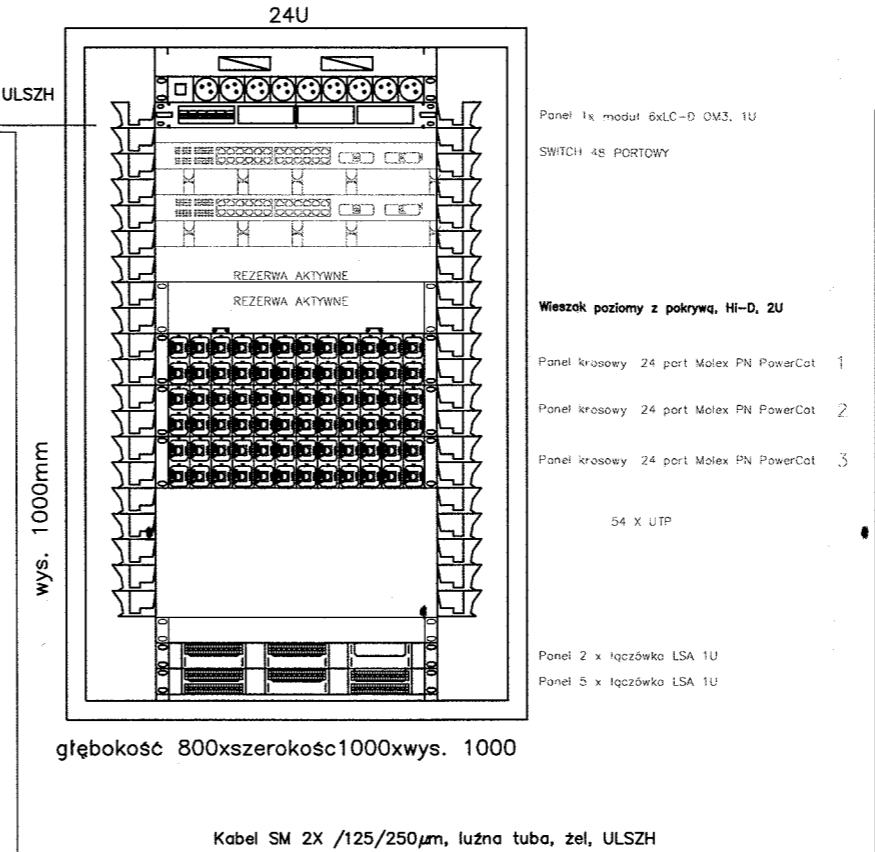 24U
ULSZH
Panel 1x moduł 6xLC-D OM3, 1U
SWITCH 48 PORTOWY
REZERWA AKTYWNE
REZERWA AKTYWNE
Wieszak poziomy z pokrywą, Hi-D, 2U
Panel krosowy 24 port Molex PN PowerCat 1
Panel krosowy 24 port Molex PN PowerCat 2
Panel krosowy 24 port Molex PN PowerCat 3
54 X UTP
wys. 1000mm
Panel 2 x łączówka LSA 1U
Panel 5 x łączówka LSA 1U
głębokość 800xszerokośc1000xwys. 1000
Kabel SM 2X /125/250µm, luźna tuba, żel, ULSZH